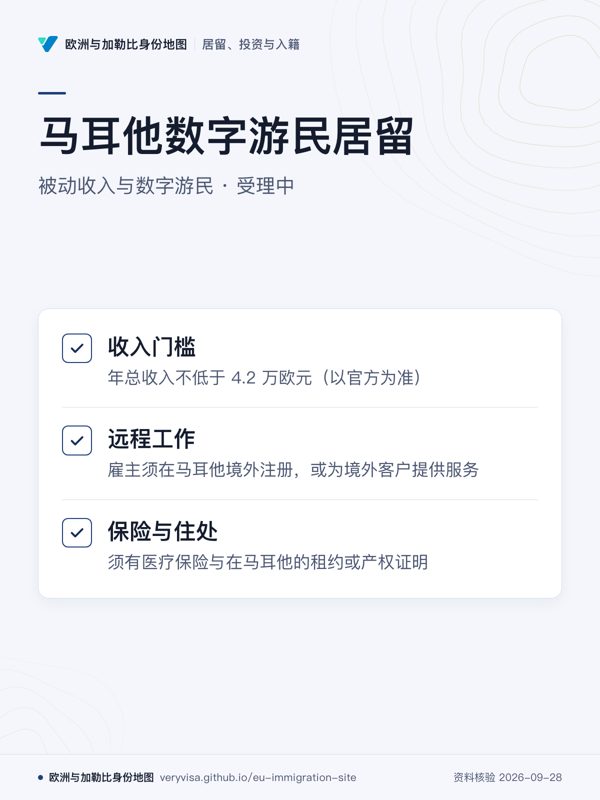 欧洲与加勒比身份地图 居留、投资与入籍
马耳他数字游民居留
被动收入与数字游民 · 受理中
收入门槛
年总收入不低于 4.2 万欧元（以官方为准）
远程工作
雇主须在马耳他境外注册，或为境外客户提供服务
保险与住处
须有医疗保险与在马耳他的租约或产权证明
欧洲与加勒比身份地图 veryvisa.github.io/eu-immigration-site 资料核验 2026-09-28